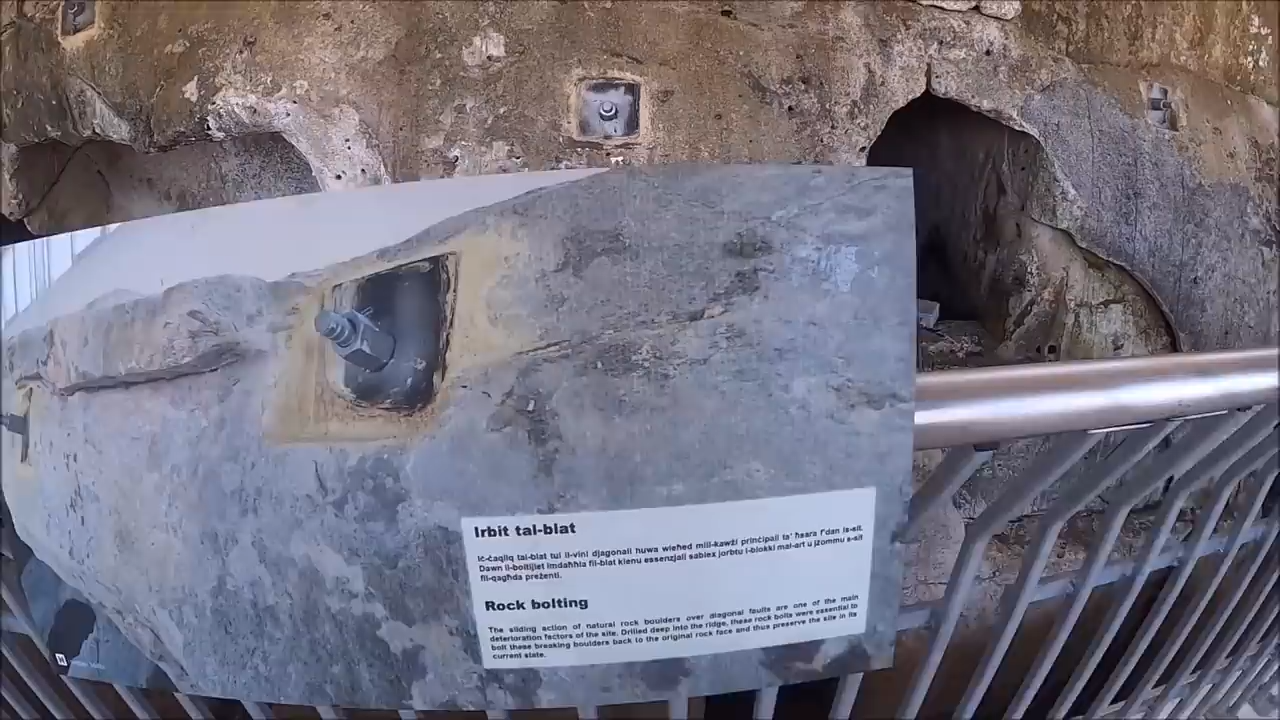 Irbit tal-blat
Iċ-ċaqliq tal-blat tul il-vini djagonali huwa wieħed mill-kawżi prinċipali ta' ħsara f'dan is-sit.
Dawn il-boltijiet imdaħħla fil-blat kienu essenzjali sabiex jorbtu l-blokki mal-art u jżommu s-sit
fil-qagħda preżenti.
Rock bolting
The sliding action of natural rock boulders over diagonal faults are one of the main
deterioration factors of the site. Drilled deep into the ridge, these rock bolts were essential to
bolt these breaking boulders back to the original rock face and thus preserve the site in its
current state.